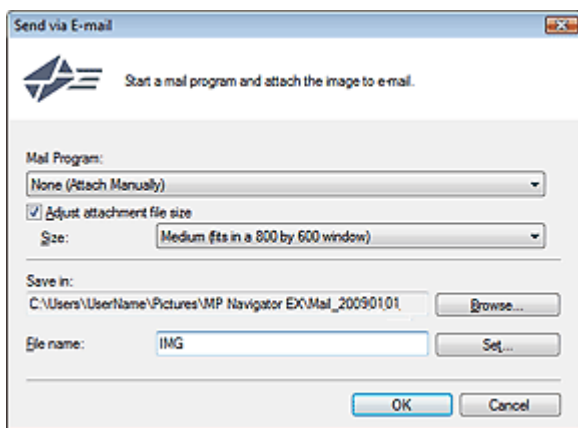 Send via E-mail
Start a mail program and attach the image to e-mail.
Mail Program:
None (Attach Manually)
Adjust attachment file size
Size: Medium (fits in a 800 by 600 window)
Save in:
C:\Users\UserName\Pictures\MP Navigator EX\Mail_20090101 Browse...
File name: IMG Set...
OK Cancel